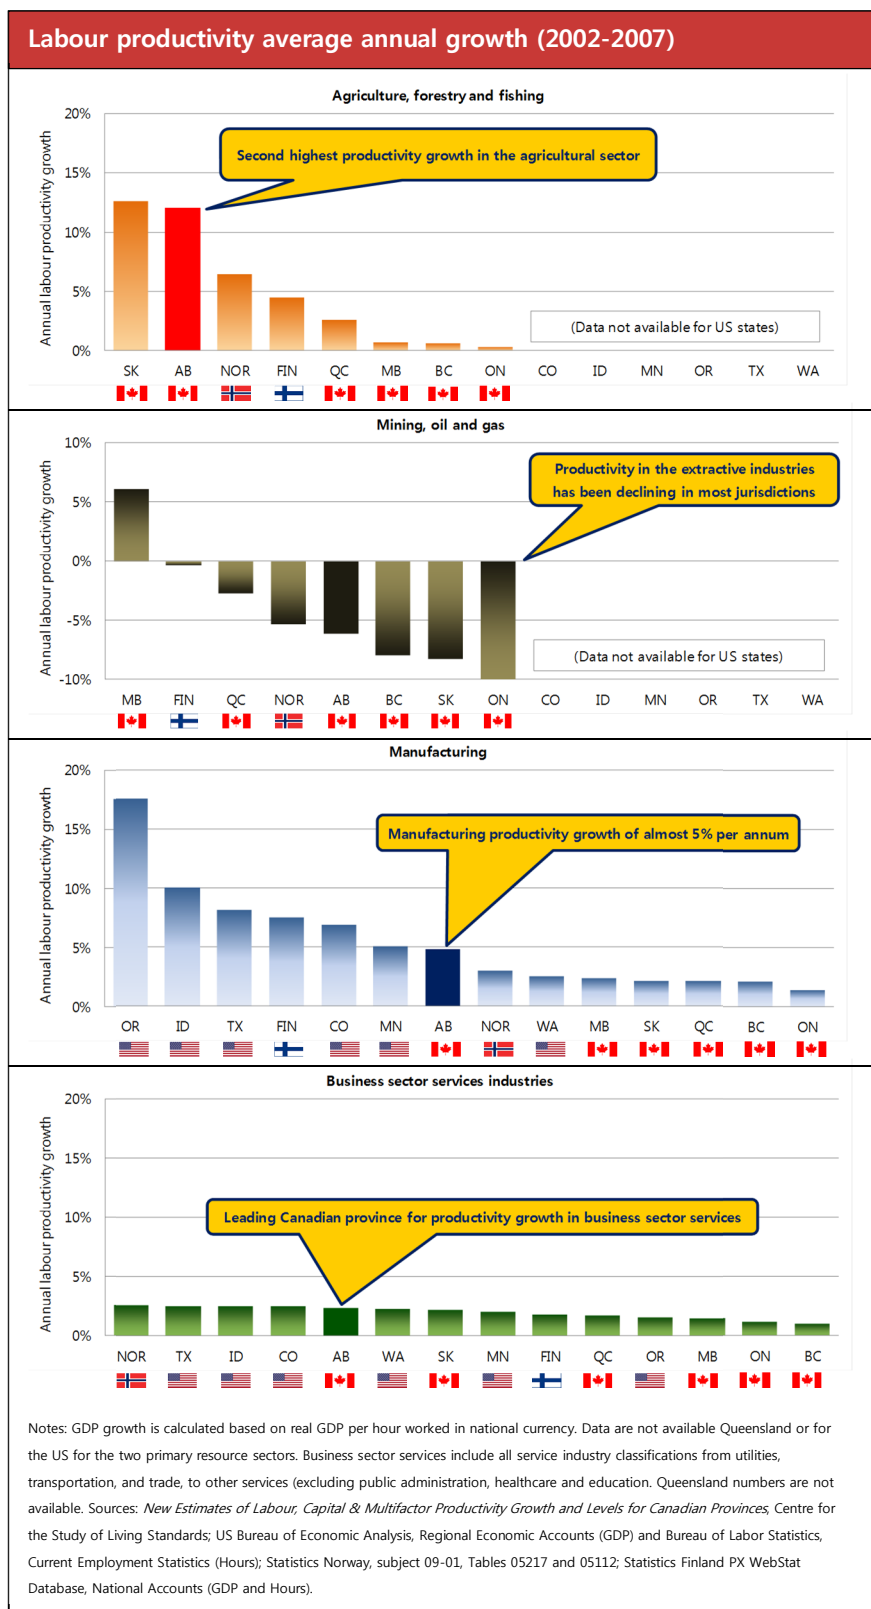 Labour productivity average annual growth (2002-2007)
Agriculture, forestry and fishing
Annual labour productivity growth
20%
15%
10%
5%
0%
Second highest productivity growth in the agricultural sector
(Data not available for US states)
SK AB NOR FIN QC MB BC ON CO ID MN OR TX WA
Mining, oil and gas
Annual labour productivity growth
10%
5%
0%
-5%
-10%
Productivity in the extractive industries
has been declining in most jurisdictions
(Data not available for US states)
MB FIN QC NOR AB BC SK ON CO ID MN OR TX WA
Manufacturing
Annual labour productivity growth
20%
15%
10%
5%
0%
Manufacturing productivity growth of almost 5% per annum
OR ID TX FIN CO MN AB NOR WA MB SK QC BC ON
Business sector services industries
Annual labour productivity growth
20%
15%
10%
5%
0%
Leading Canadian province for productivity growth in business sector services
NOR TX ID CO AB WA SK MN FIN QC OR MB ON BC
Notes: GDP growth is calculated based on real GDP per hour worked in national currency. Data are not available Queensland or for
the US for the two primary resource sectors. Business sector services include all service industry classifications from utilities,
transportation, and trade, to other services (excluding public administration, healthcare and education. Queensland numbers are not
available. Sources: New Estimates of Labour, Capital & Multifactor Productivity Growth and Levels for Canadian Provinces, Centre for
the Study of Living Standards; US Bureau of Economic Analysis, Regional Economic Accounts (GDP) and Bureau of Labor Statistics,
Current Employment Statistics (Hours); Statistics Norway, subject 09-01, Tables 05217 and 05112; Statistics Finland PX WebStat
Database, National Accounts (GDP and Hours).